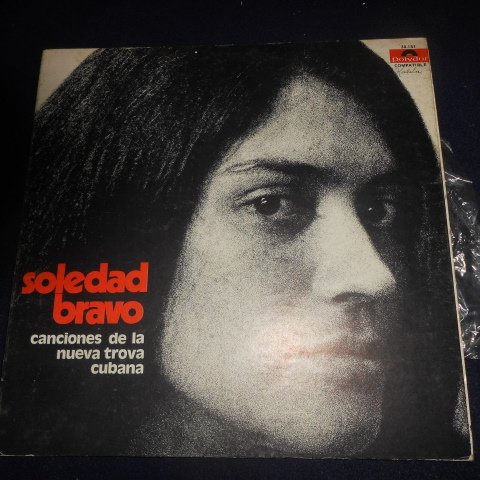 Polydor
COMPATIBLE
soledad
bravo
canciones de la
nueva trova
cubana